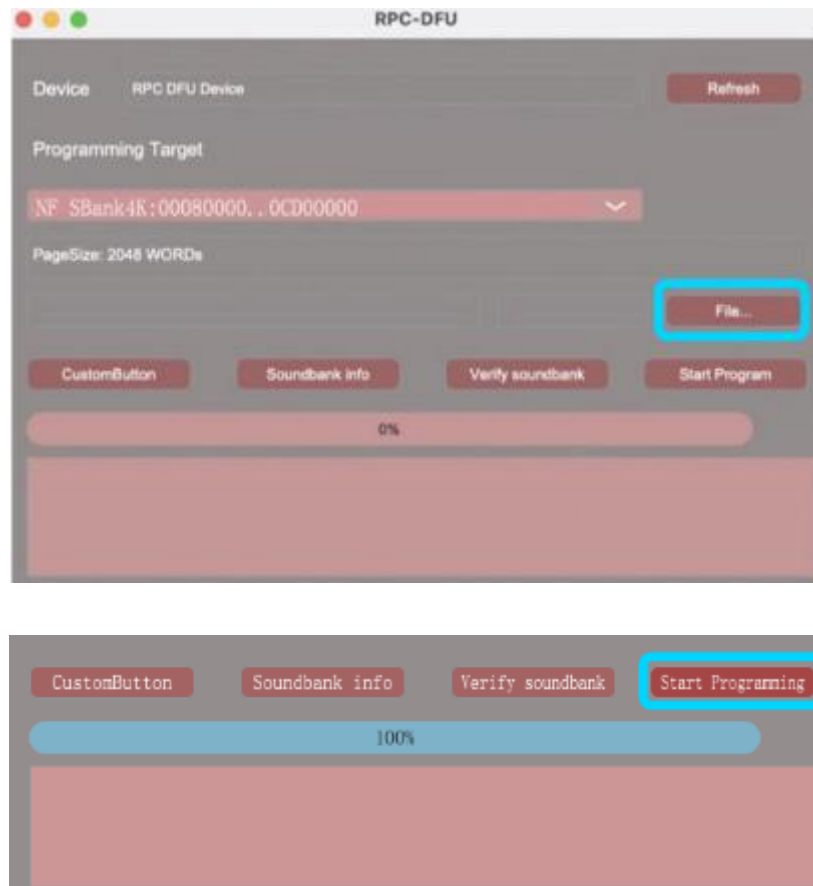 RPC-DFU
Device RPC DFU Device Refresh
Programming Target
NF SBank4K:00080000..0CD00000
PageSize: 2048 WORDs
File...
CustomButton Soundbank info Verify soundbank Start Program
0%
CustomButton Soundbank info Verify soundbank Start Programming
100%